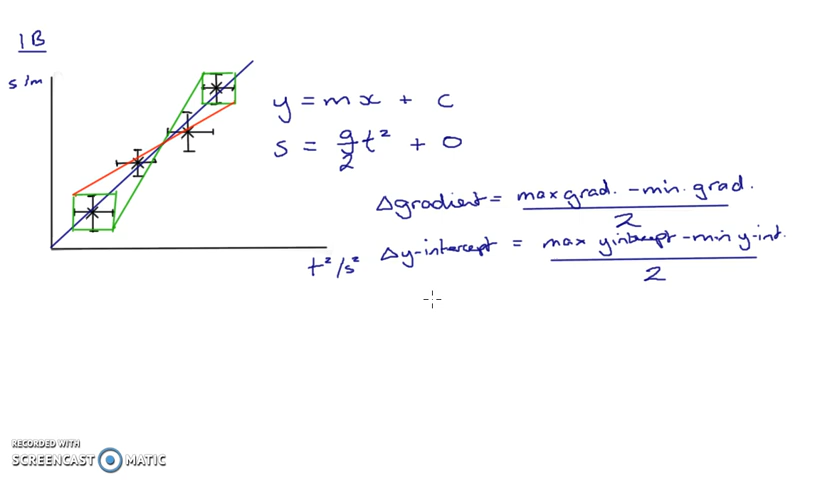 IB
s/m
y = mx + c
s = g/2 t² + 0
Δgradient = max grad. - min. grad. / 2
Δy-intercept = max y intercept - min y-int. / 2
t²/s²
RECORDED WITH
SCREENCAST MATIC